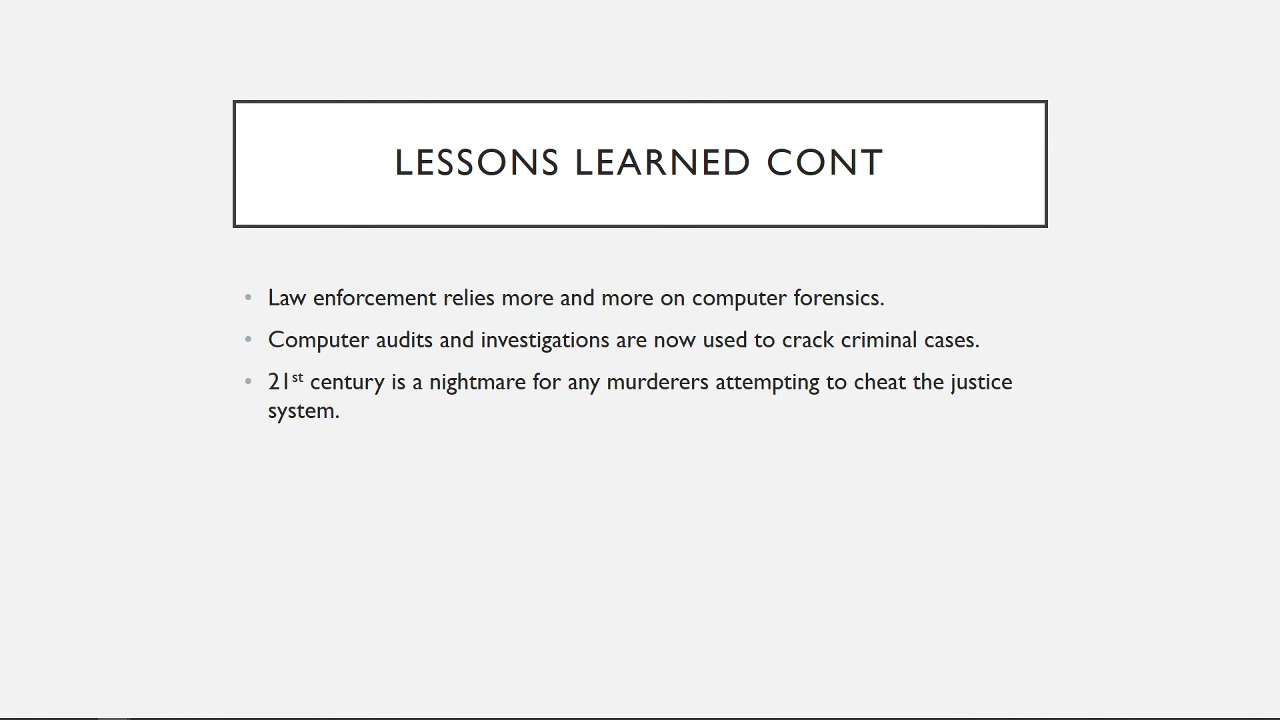 LESSONS LEARNED CONT
• Law enforcement relies more and more on computer forensics.
• Computer audits and investigations are now used to crack criminal cases.
• 21st century is a nightmare for any murderers attempting to cheat the justice
system.